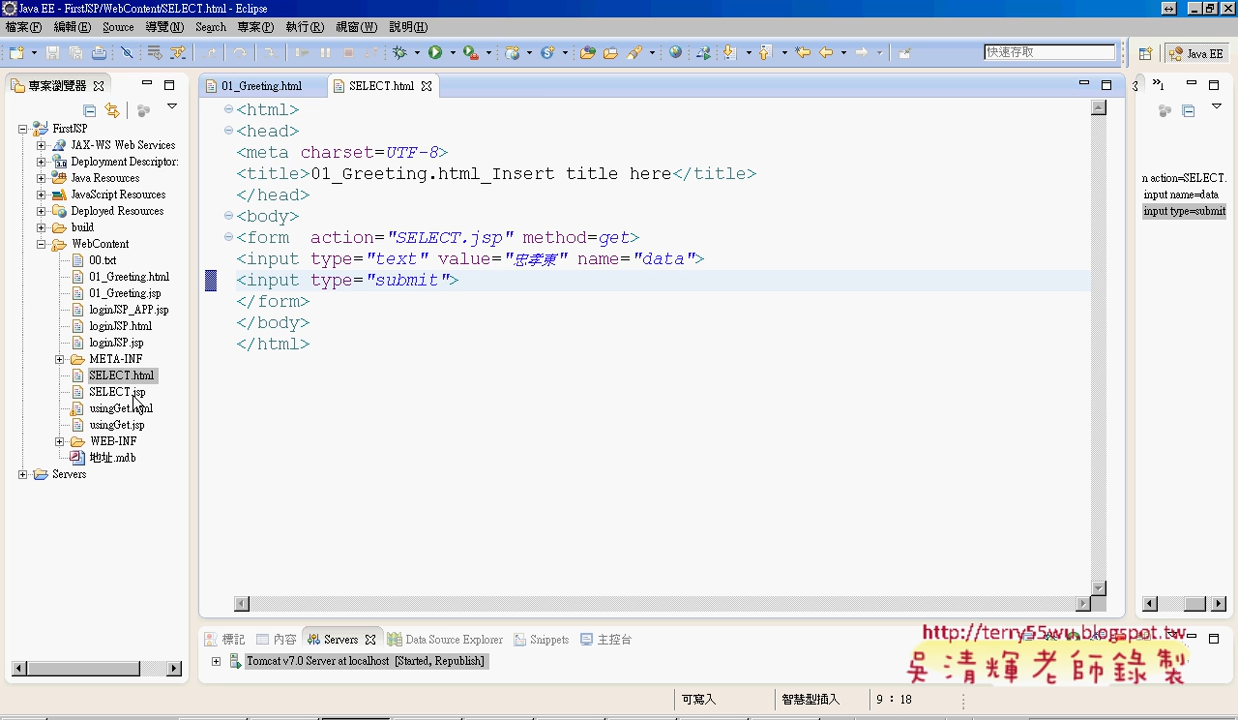 Java EE - FirstJSP/WebContent/SELECT.html - Eclipse
檔案(F) 編輯(E) Source 導覽(N) Search 專案(P) 執行(R) 視窗(W) 說明(H)
快速存取
Java EE
專案瀏覽器
FirstJSP
JAX-WS Web Services
Deployment Descriptor:
Java Resources
JavaScript Resources
Deployed Resources
build
WebContent
00.txt
01_Greeting.html
01_Greeting.jsp
loginJSP_APP.jsp
loginJSP.html
loginJSP.jsp
META-INF
SELECT.html
SELECT.jsp
usingGet.html
usingGet.jsp
WEB-INF
地址.mdb
Servers
01_Greeting.html
SELECT.html
<html>
<head>
<meta charset=UTF-8>
<title>01_Greeting.html_Insert title here</title>
</head>
<body>
<form action="SELECT.jsp" method=get>
<input type="text" value="忠孝東" name="data">
<input type="submit">
</form>
</body>
</html>
n action=SELECT.
input name=data
input type=submit
標記 內容 Servers Data Source Explorer Snippets 主控台
Tomcat v7.0 Server at localhost [Started, Republish]
http://terry55wu.blogspot.tw
吳清輝老師錄製
可寫入 智慧型插入 9 : 18